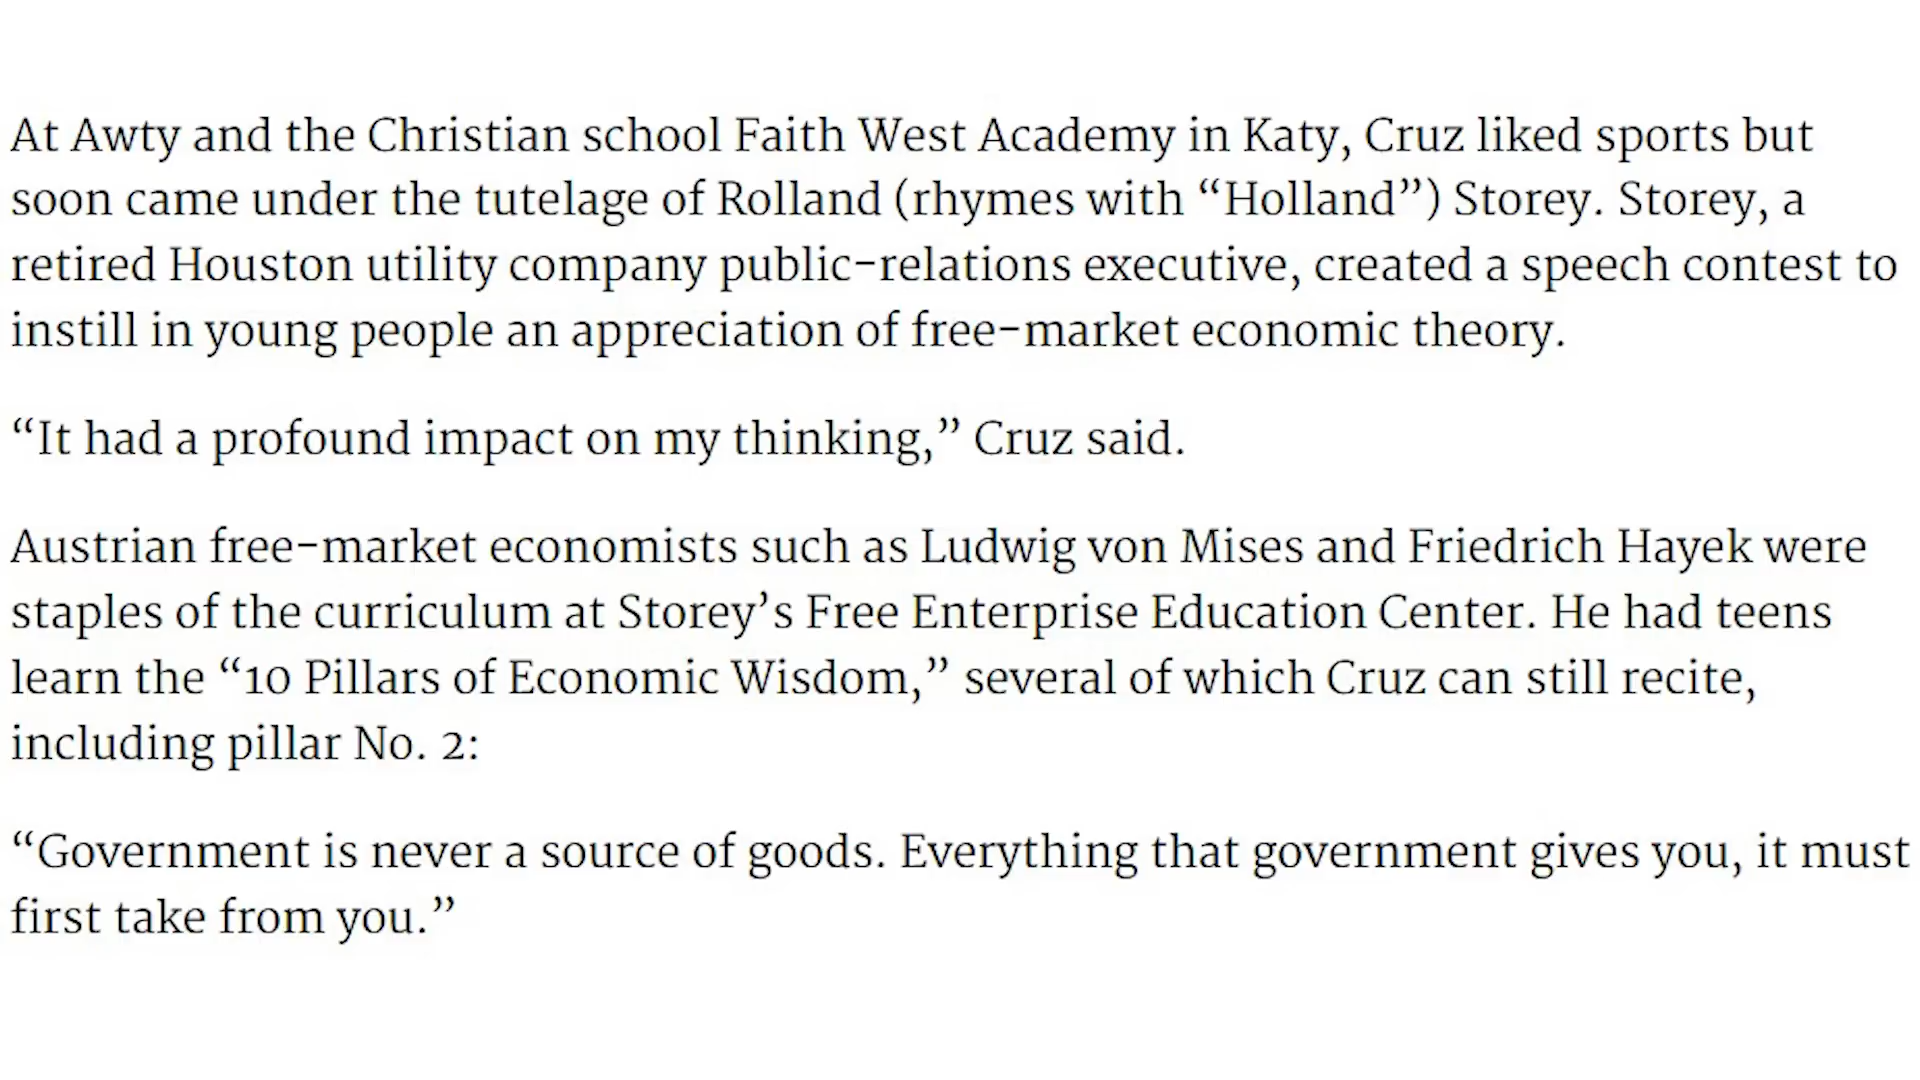 At Awty and the Christian school Faith West Academy in Katy, Cruz liked sports but
soon came under the tutelage of Rolland (rhymes with “Holland”) Storey. Storey, a
retired Houston utility company public-relations executive, created a speech contest to
instill in young people an appreciation of free-market economic theory.
“It had a profound impact on my thinking,” Cruz said.
Austrian free-market economists such as Ludwig von Mises and Friedrich Hayek were
staples of the curriculum at Storey’s Free Enterprise Education Center. He had teens
learn the “10 Pillars of Economic Wisdom,” several of which Cruz can still recite,
including pillar No. 2:
“Government is never a source of goods. Everything that government gives you, it must
first take from you.”